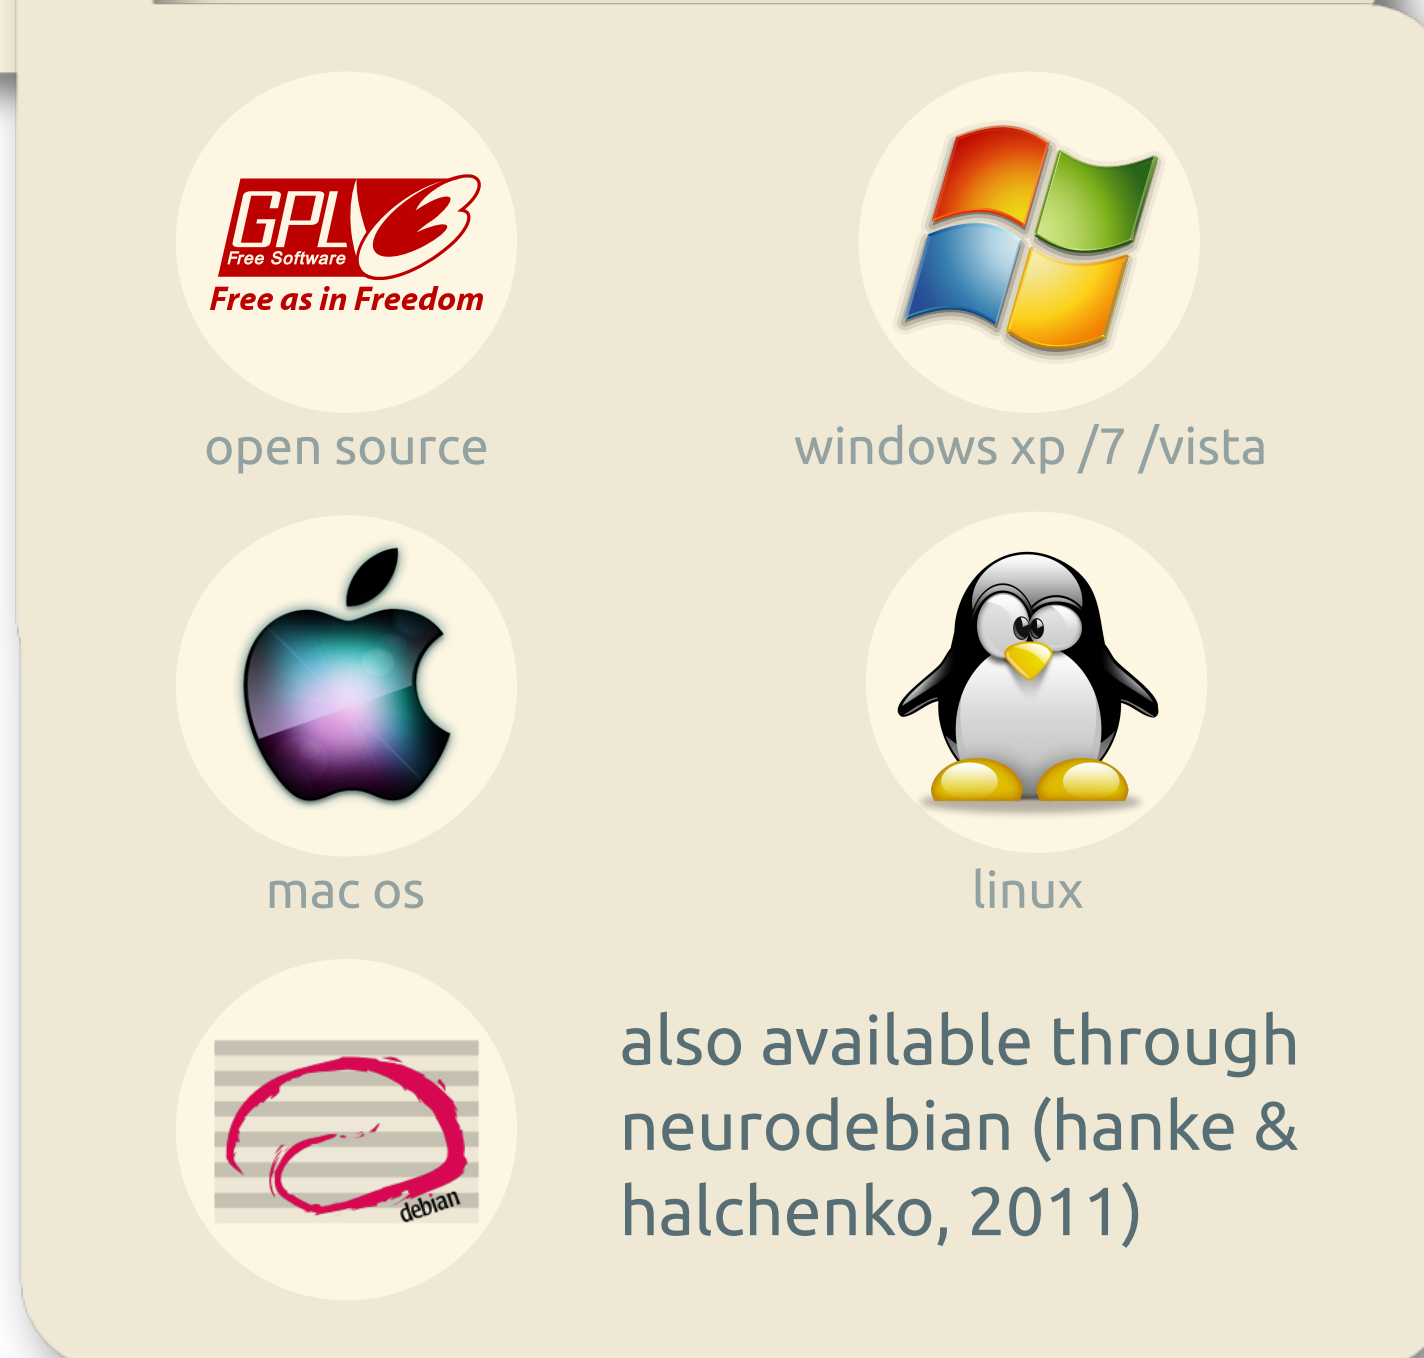 GPL
Free Software
Free as in Freedom
open source
windows xp /7 /vista
mac os
linux
debian
also available through
neurodebian (hanke &
halchenko, 2011)